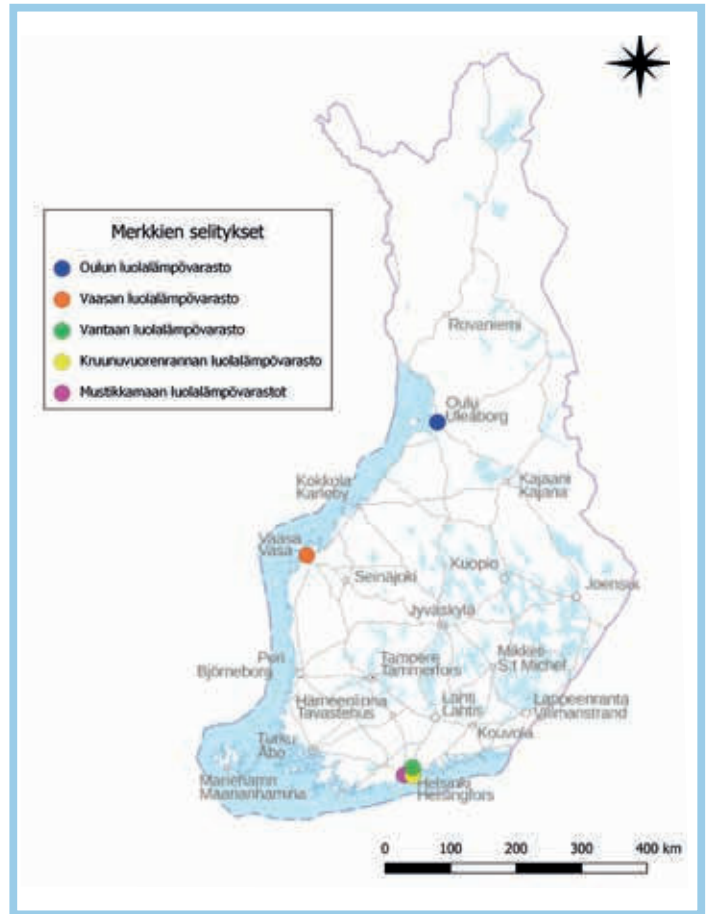 Merkkien selitykset
Oulun luolalämpövarasto
Vaasan luolalämpövarasto
Vantaan luolalämpövarasto
Kruunuvuorenrannan luolalämpövarasto
Mustikkamaan luolalämpövarastot
Rovaniemi
Oulu
Uleåborg
Kajaani
Kajana
Kokkola
Karleby
Vaasa
Vasa
Seinäjoki
Kuopio
Joensuu
Jyväskylä
Mikkeli
S:t Michel
Pori
Björneborg
Tampere
Tammerfors
Hämeenlinna
Tavastehus
Lahti
Lahtis
Lappeenranta
Villmanstrand
Kouvola
Turku
Åbo
Helsinki
Helsingfors
Mariehamn
Maarianhamina
0 100 200 300 400 km